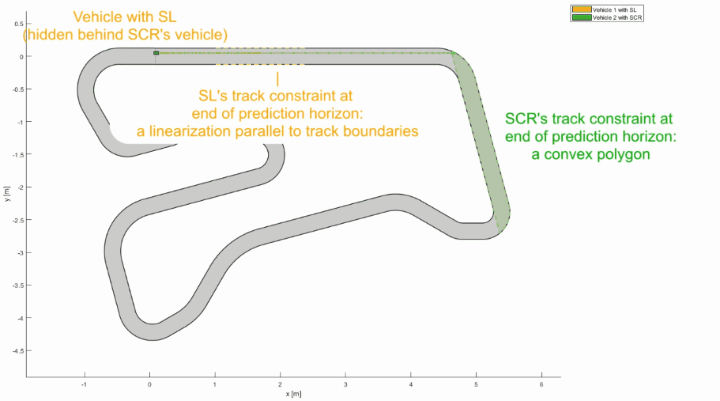 Vehicle with SL
(hidden behind SCR's vehicle)
Vehicle 1 with SL
Vehicle 2 with SCR
SL's track constraint at
end of prediction horizon:
a linearization parallel to track boundaries
SCR's track constraint at
end of prediction horizon:
a convex polygon
0.5
0
-0.5
-1
-1.5
-2
-2.5
-3
-3.5
-4
-4.5
y [m]
-1
0
1
2
3
4
5
6
x [m]